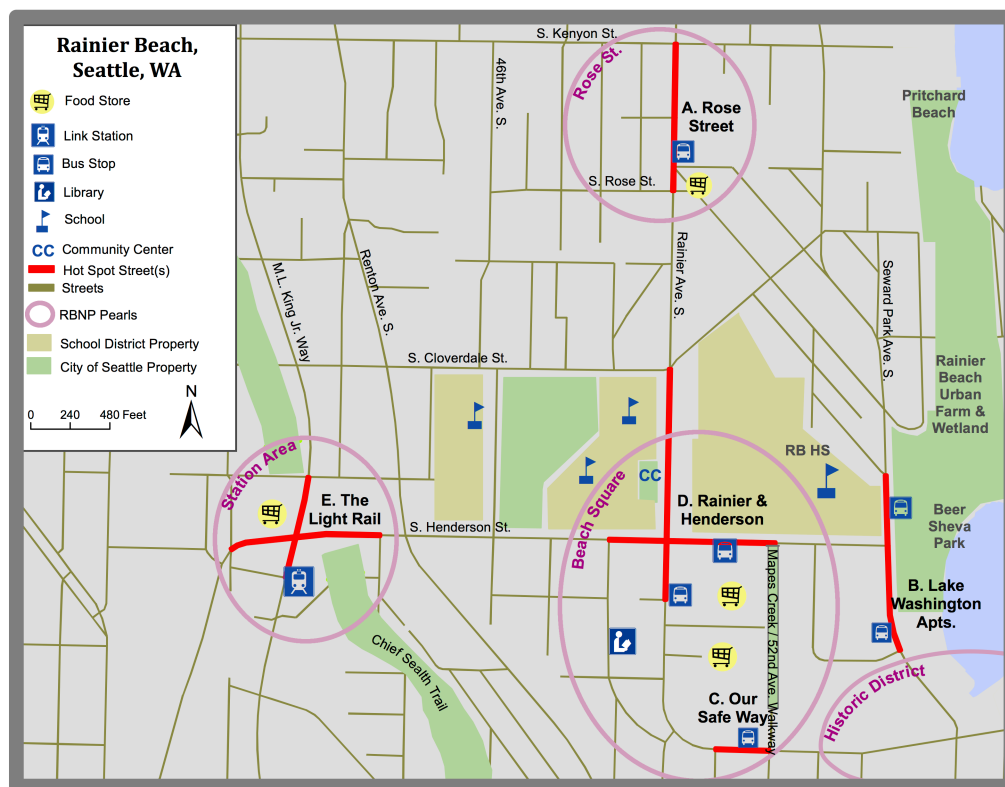 Rainier Beach,
Seattle, WA
Food Store
Link Station
Bus Stop
Library
School
CC Community Center
Hot Spot Street(s)
Streets
RBNP Pearls
School District Property
City of Seattle Property
N
0 240 480 Feet
S. Kenyon St.
Rose St.
46th Ave. S.
A. Rose
Street
S. Rose St.
Pritchard
Beach
M.L. King Jr. Way
Renton Ave. S.
Rainier Ave. S.
Seward Park Ave. S.
S. Cloverdale St.
Rainier
Beach
Urban
Farm &
Wetland
Station Area
E. The
Light Rail
S. Henderson St.
Beach Square
CC
D. Rainier &
Henderson
RB HS
Beer
Sheva
Park
Mapes Creek / 52nd Ave. Walkway
B. Lake
Washington
Apts.
Chief Sealth Trail
C. Our
Safe Way
Historic District